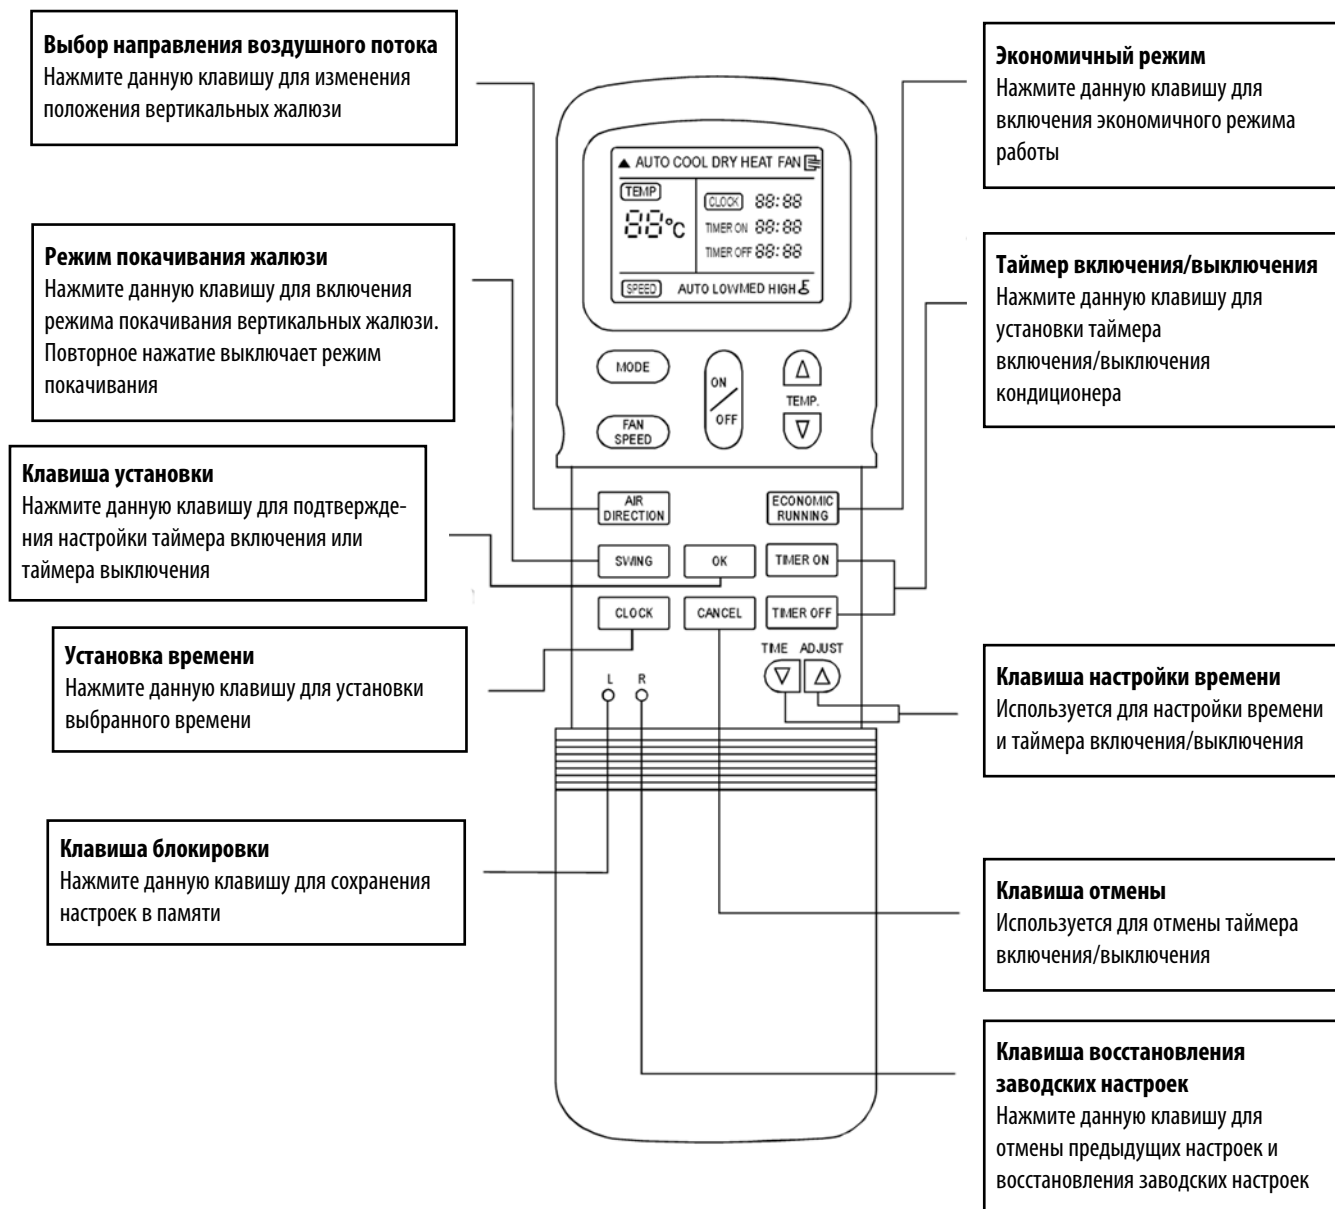 Выбор направления воздушного потока
Нажмите данную клавишу для изменения
положения вертикальных жалюзи
Режим покачивания жалюзи
Нажмите данную клавишу для включения
режима покачивания вертикальных жалюзи.
Повторное нажатие выключает режим
покачивания
Клавиша установки
Нажмите данную клавишу для подтвержде-
ния настройки таймера включения или
таймера выключения
Установка времени
Нажмите данную клавишу для установки
выбранного времени
Клавиша блокировки
Нажмите данную клавишу для сохранения
настроек в памяти
▲ AUTO COOL DRY HEAT FAN
TEMP
88°C
CLOCK 88:88
TIMER ON 88:88
TIMER OFF 88:88
SPEED AUTO LOW MED HIGH
MODE
ON
OFF
TEMP.
FAN
SPEED
AIR
DIRECTION
ECONOMIC
RUNNING
SWING
OK
TIMER ON
CLOCK
CANCEL
TIMER OFF
TIME ADJUST
L R
Экономичный режим
Нажмите данную клавишу для
включения экономичного режима
работы
Таймер включения/выключения
Нажмите данную клавишу для
установки таймера
включения/выключения
кондиционера
Клавиша настройки времени
Используется для настройки времени
и таймера включения/выключения
Клавиша отмены
Используется для отмены таймера
включения/выключения
Клавиша восстановления
заводских настроек
Нажмите данную клавишу для
отмены предыдущих настроек и
восстановления заводских настроек